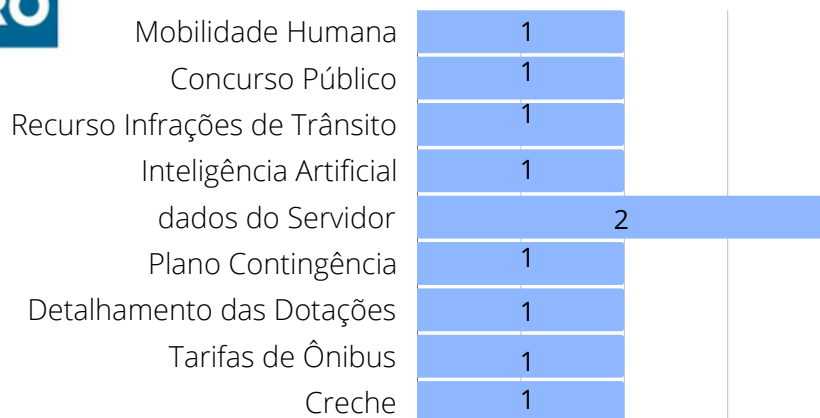 RO
Mobilidade Humana 1
Concurso Público 1
Recurso Infrações de Trânsito 1
Inteligência Artificial 1
dados do Servidor 2
Plano Contingência 1
Detalhamento das Dotações 1
Tarifas de Ônibus 1
Creche 1